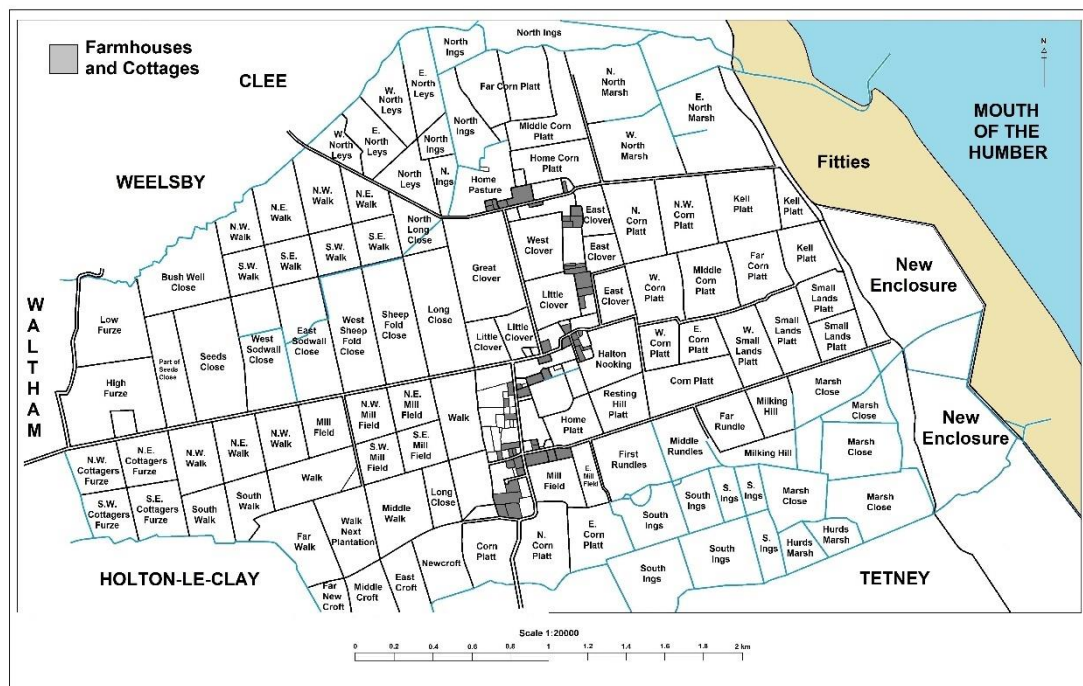 Farmhouses
and Cottages
CLEE
WEELSBY
WALTHAM
HOLTON-LE-CLAY
TETNEY
MOUTH
OF THE
HUMBER
N
Fitties
New
Enclosure
New
Enclosure
North Ings
North
Ings
E.
North
Leys
W.
North
Leys
Far Corn Platt
N.
North
Marsh
E.
North
Marsh
W.
North
Leys
E.
North
Leys
North
Ings
North
Ings
Middle Corn
Platt
W.
North
Marsh
North
Leys
N.
Ings
Home
Pasture
Home Corn
Platt
N.W.
Walk
N.E.
Walk
N.W.
Walk
N.E.
Walk
North
Long
Close
S.W.
Walk
S.E.
Walk
S.W.
Walk
S.E.
Walk
East
Clover
N.
Corn
Platt
N.W.
Corn
Platt
Kell
Platt
Kell
Platt
Bush Well
Close
Great
Clover
West
Clover
East
Clover
Far
Corn
Platt
Kell
Platt
Low
Furze
Part of
Seeds
Close
Seeds
Close
West
Sodwall
Close
East
Sodwall
Close
West
Sheep
Fold
Close
Sheep
Fold
Close
Long
Close
Little
Clover
East
Clover
W.
Corn
Platt
Middle
Corn
Platt
Small
Lands
Platt
Little
Clover
Little
Clover
Halton
Nooking
W.
Corn
Platt
E.
Corn
Platt
W.
Small
Lands
Platt
Small
Lands
Platt
Small
Lands
Platt
High
Furze
N.W.
Mill
Field
N.E.
Mill
Field
Walk
Resting
Hill
Platt
Corn Platt
Marsh
Close
N.W.
Cottagers
Furze
N.E.
Cottagers
Furze
N.W.
Walk
N.E.
Walk
N.W.
Walk
Mill
Field
S.W.
Mill
Field
S.E.
Mill
Field
Home
Platt
Far
Rundle
Milking
Hill
Marsh
Close
S.W.
Cottagers
Furze
S.E.
Cottagers
Furze
South
Walk
South
Walk
Walk
Middle
Walk
Long
Close
Mill
Field
E.
Mill
Field
First
Rundles
Middle
Rundles
Milking Hill
Marsh
Close
Far
Walk
Walk
Next
Plantation
South
Ings
South
Ings
S.
Ings
S.
Ings
Marsh
Close
Marsh
Close
Far
New
Croft
Middle
Croft
East
Croft
Newcroft
Corn
Platt
N.
Corn
Platt
E.
Corn
Platt
South
Ings
South
Ings
S.
Ings
Hurds
Marsh
Hurds
Marsh
Scale 1:20000
0 0.2 0.4 0.6 0.8 1 1.2 1.4 1.6 1.8 2 km